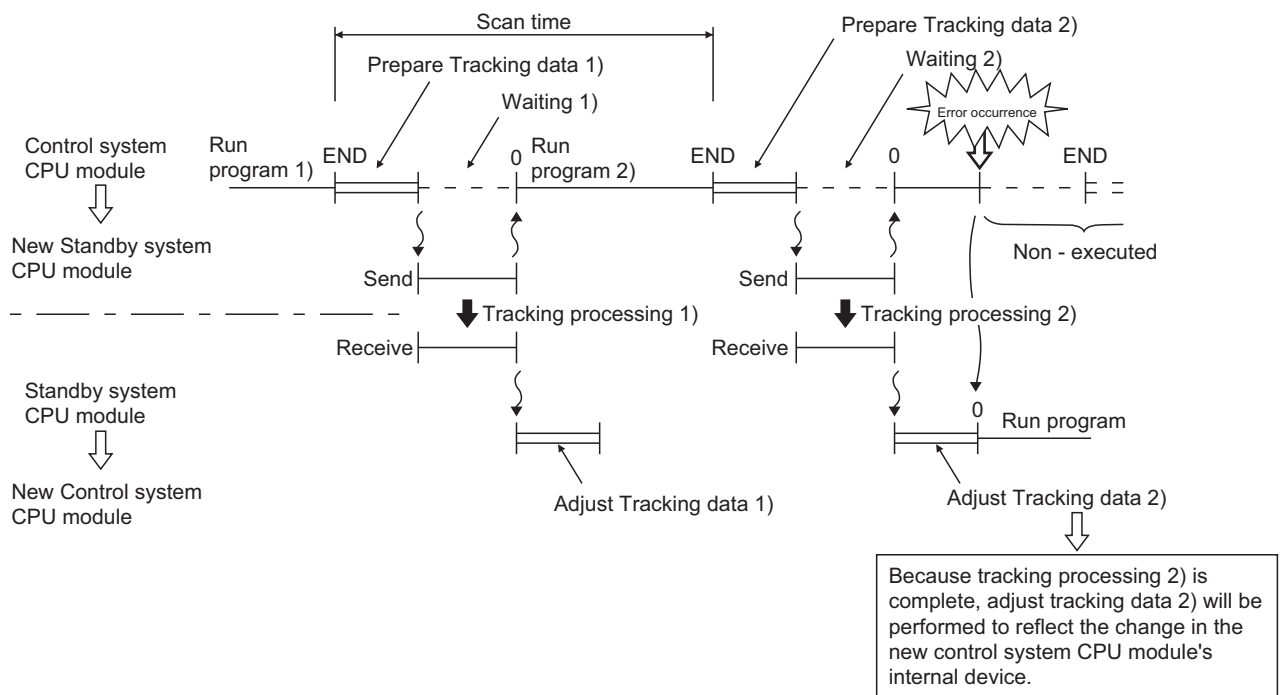 Scan time
Prepare Tracking data 2)
Prepare Tracking data 1)
Waiting 2)
Waiting 1)
Error occurrence
Control system
CPU module
Run
program 1)
END
0
Run
program 2)
END
0
END
New Standby system
CPU module
Non - executed
Send
Send
Tracking processing 1)
Tracking processing 2)
Receive
Receive
Standby system
CPU module
0
Run program
New Control system
CPU module
Adjust Tracking data 1)
Adjust Tracking data 2)
Because tracking processing 2) is
complete, adjust tracking data 2) will be
performed to reflect the change in the
new control system CPU module's
internal device.